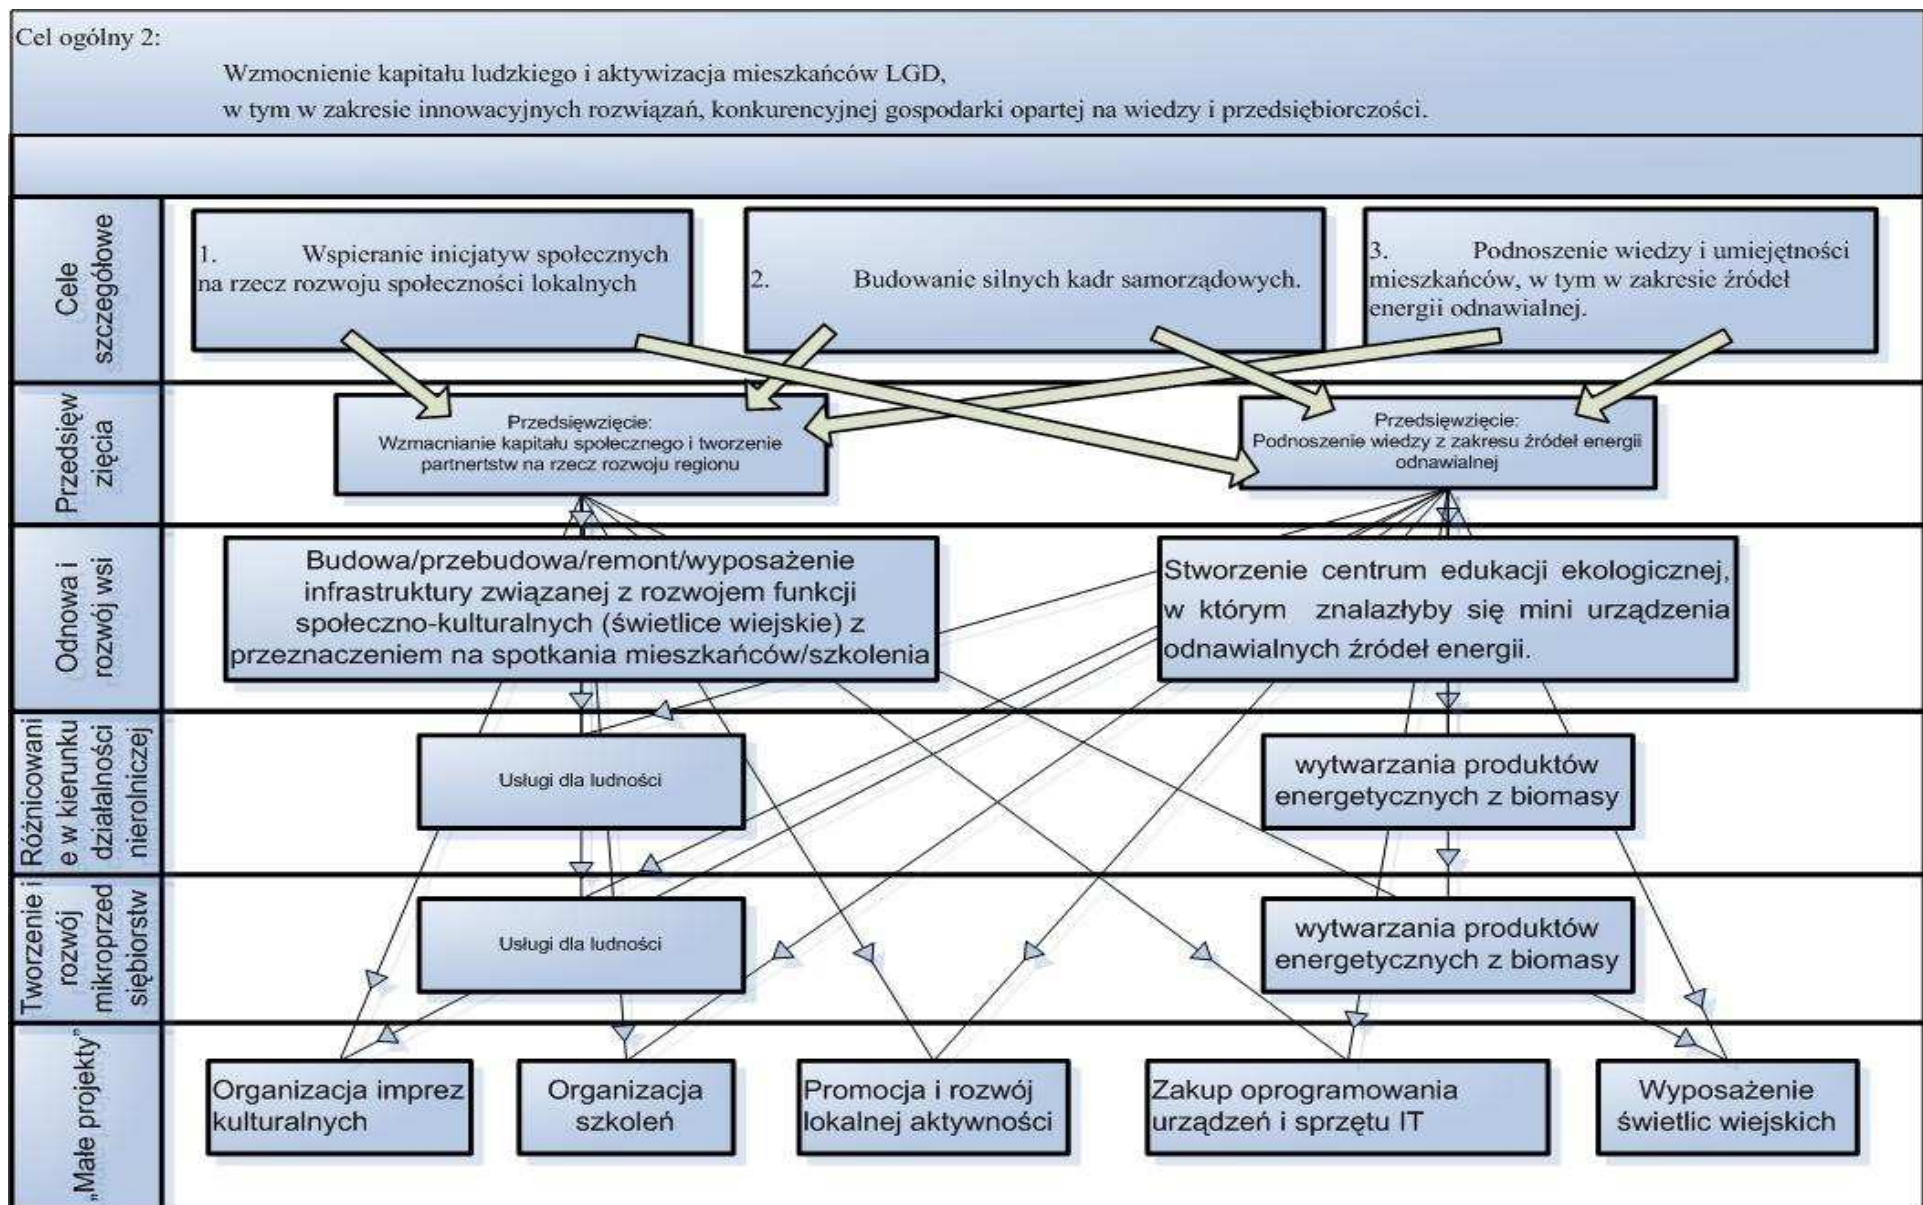 Cel ogólny 2:
Wzmocnienie kapitału ludzkiego i aktywizacja mieszkańców LGD,
w tym w zakresie innowacyjnych rozwiązań, konkurencyjnej gospodarki opartej na wiedzy i przedsiębiorczości.
Cele
szczegółowe
1. Wspieranie inicjatyw społecznych
na rzecz rozwoju społeczności lokalnych
2. Budowanie silnych kadr samorządowych.
3. Podnoszenie wiedzy i umiejętności
mieszkańców, w tym w zakresie źródeł
energii odnawialnej.
Przedsięw
zięcia
Przedsięwzięcie:
Wzmacnianie kapitału społecznego i tworzenie
partnertstw na rzecz rozwoju regionu
Przedsięwzięcie:
Podnoszenie wiedzy z zakresu źródeł energii
odnawialnej
Odnowa i
rozwój wsi
Budowa/przebudowa/remont/wyposażenie
infrastruktury związanej z rozwojem funkcji
społeczno-kulturalnych (świetlice wiejskie) z
przeznaczeniem na spotkania mieszkańców/szkolenia
Stworzenie centrum edukacji ekologicznej,
w którym znalazłyby się mini urządzenia
odnawialnych źródeł energii.
Różnicowani
e w kierunku
działalności
nierolniczej
Usługi dla ludności
wytwarzania produktów
energetycznych z biomasy
Tworzenie i
rozwój
mikroprzed
siębiorstw
Usługi dla ludności
wytwarzania produktów
energetycznych z biomasy
„Małe projekty”
Organizacja imprez
kulturalnych
Organizacja
szkoleń
Promocja i rozwój
lokalnej aktywności
Zakup oprogramowania
urządzeń i sprzętu IT
Wyposażenie
świetlic wiejskich